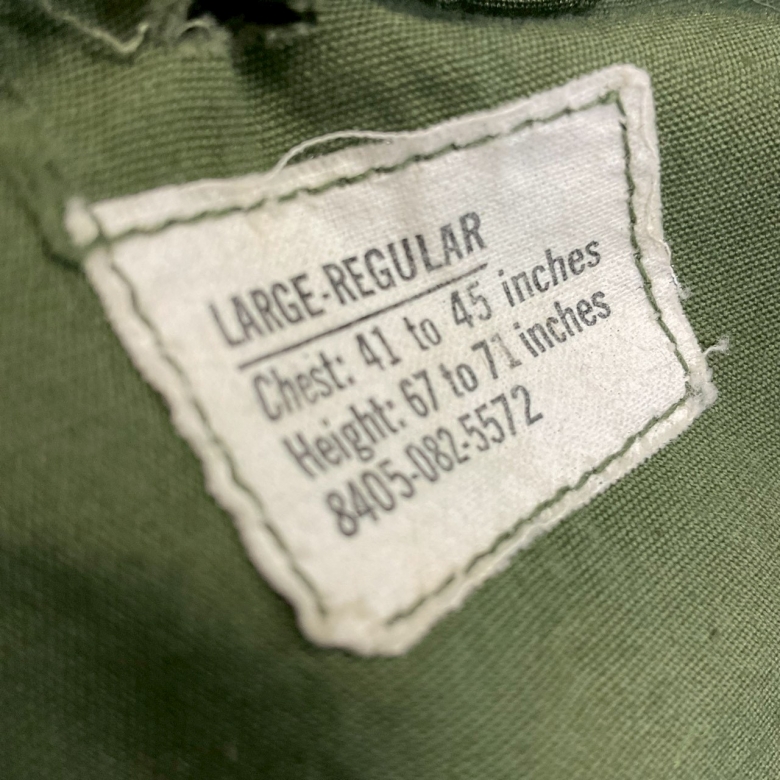 LARGE-REGULAR
Chest: 41 to 45 inches
Height: 67 to 71 inches
8405-082-5572